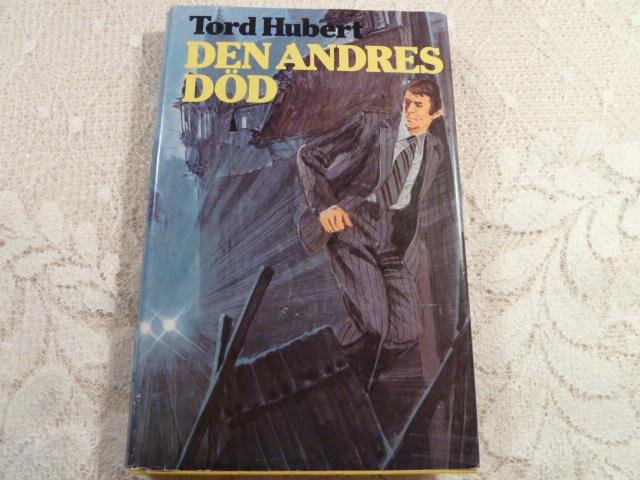 Tord Hubert
DEN ANDRES
DÖD